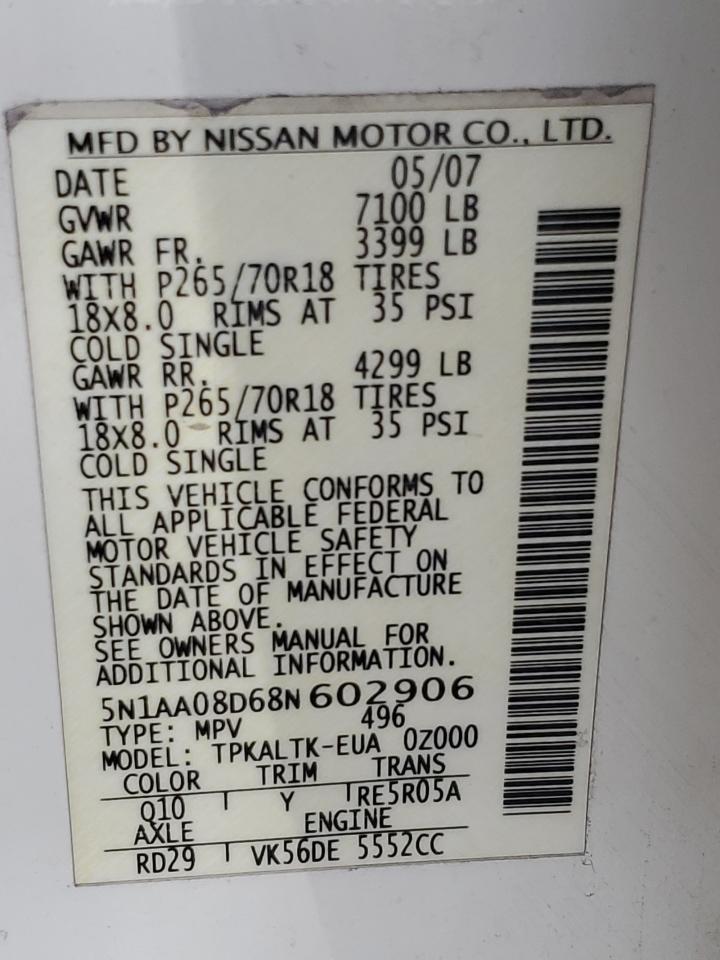 MFD BY NISSAN MOTOR CO., LTD.
DATE 05/07
GVWR 7100 LB
GAWR FR. 3399 LB
WITH P265/70R18 TIRES
18X8.0 RIMS AT 35 PSI
COLD SINGLE
GAWR RR. 4299 LB
WITH P265/70R18 TIRES
18X8.0 RIMS AT 35 PSI
COLD SINGLE
THIS VEHICLE CONFORMS TO
ALL APPLICABLE FEDERAL
MOTOR VEHICLE SAFETY
STANDARDS IN EFFECT ON
THE DATE OF MANUFACTURE
SHOWN ABOVE.
SEE OWNERS MANUAL FOR
ADDITIONAL INFORMATION.
5N1AA08D68N602906
TYPE: MPV 496
MODEL: TPKALTK-EUA 0Z000
COLOR TRIM TRANS
Q10 Y RE5R05A
AXLE ENGINE
RD29 VK56DE 5552CC